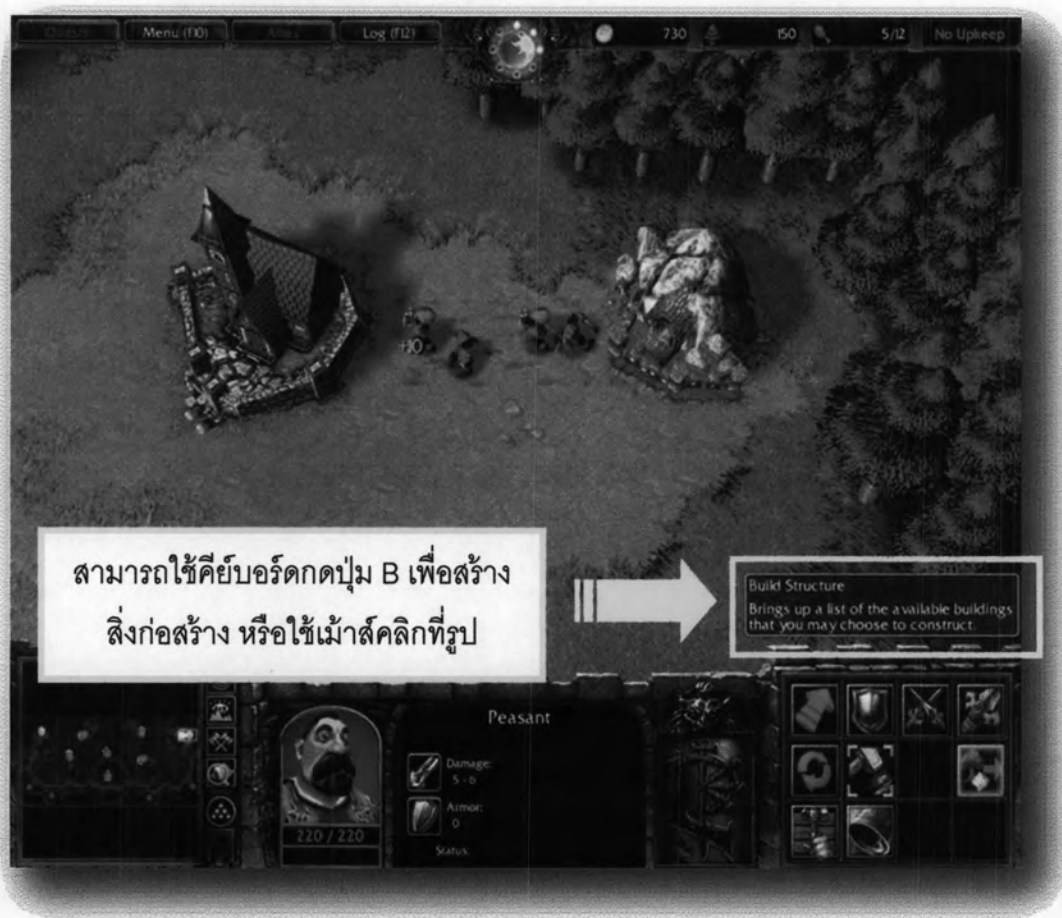 Quests Menu (F10) Allies Log (F12) 730 150 5/12 No Upkeep
+10
สามารถใช้คีย์บอร์ดกดปุ่ม B เพื่อสร้าง
สิ่งก่อสร้าง หรือใช้เม้าส์คลิกที่รูป
Build Structure
Brings up a list of the available buildings
that you may choose to construct.
Peasant
Damage:
5 - 6
Armor:
0
220 / 220
Status: